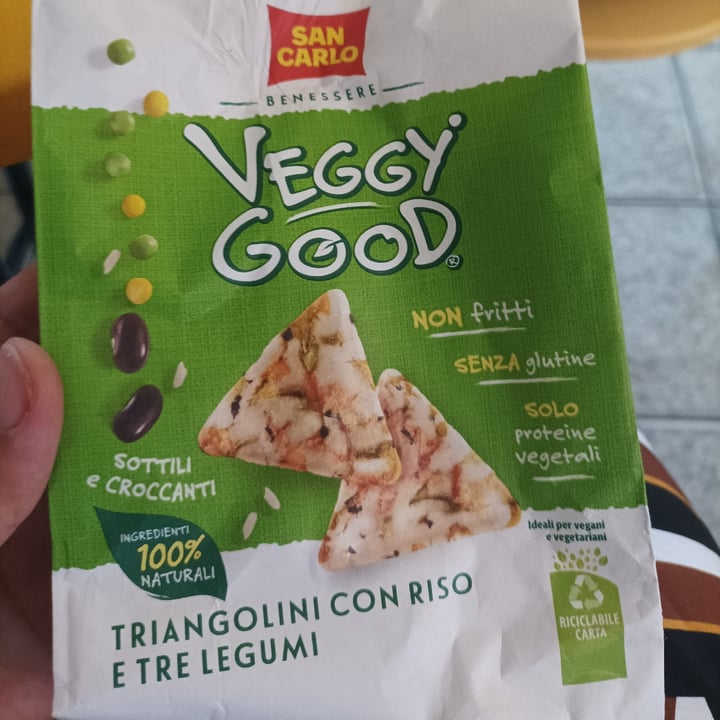 SAN
CARLO
BENESSERE
VEGGY
GOOD®
NON fritti
SENZA glutine
SOLO
proteine
vegetali
SOTTILI
e CROCCANTI
INGREDIENTI
100%
NATURALI
Ideali per vegani
e vegetariani
RICICLABILE
CARTA
TRIANGOLINI CON RISO
E TRE LEGUMI